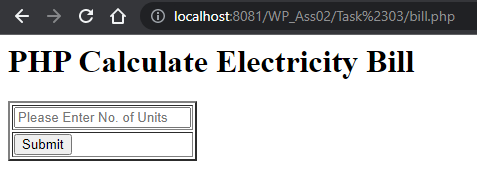 localhost:8081/WP_Ass02/Task%2303/bill.php
PHP Calculate Electricity Bill
Please Enter No. of Units
Submit